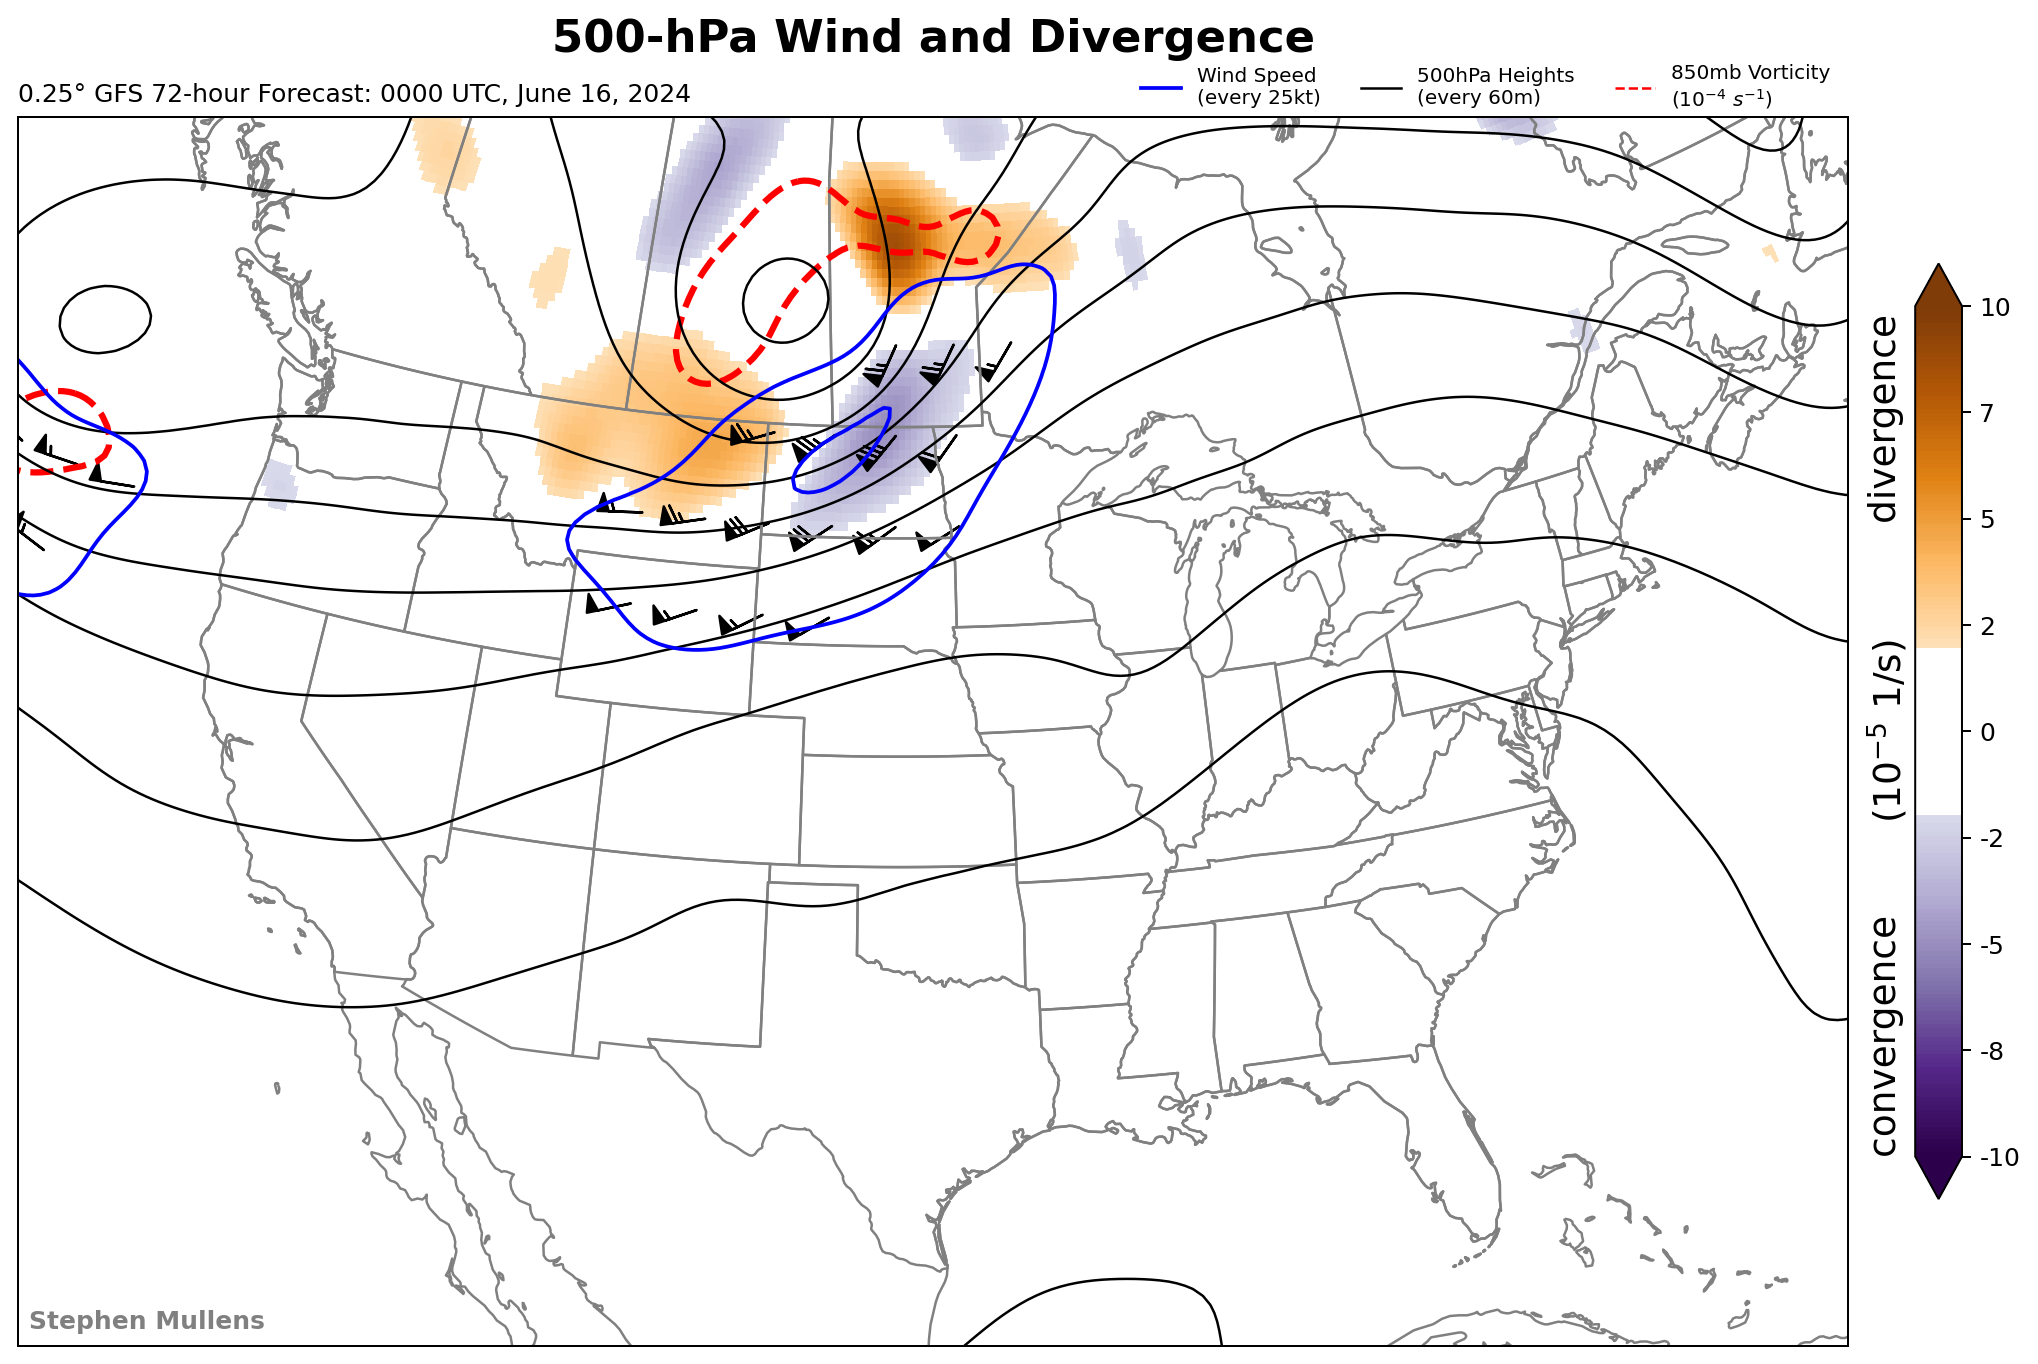 500-hPa Wind and Divergence
0.25° GFS 72-hour Forecast: 0000 UTC, June 16, 2024
Wind Speed
(every 25kt)
500hPa Heights
(every 60m)
850mb Vorticity
(10⁻⁴ s⁻¹)
10
7
5
2
0
-2
-5
-8
-10
convergence (10⁻⁵ 1/s) divergence
Stephen Mullens